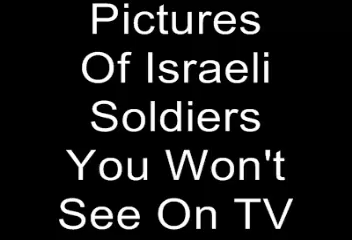 Pictures
Of Israeli
Soldiers
You Won't
See On TV